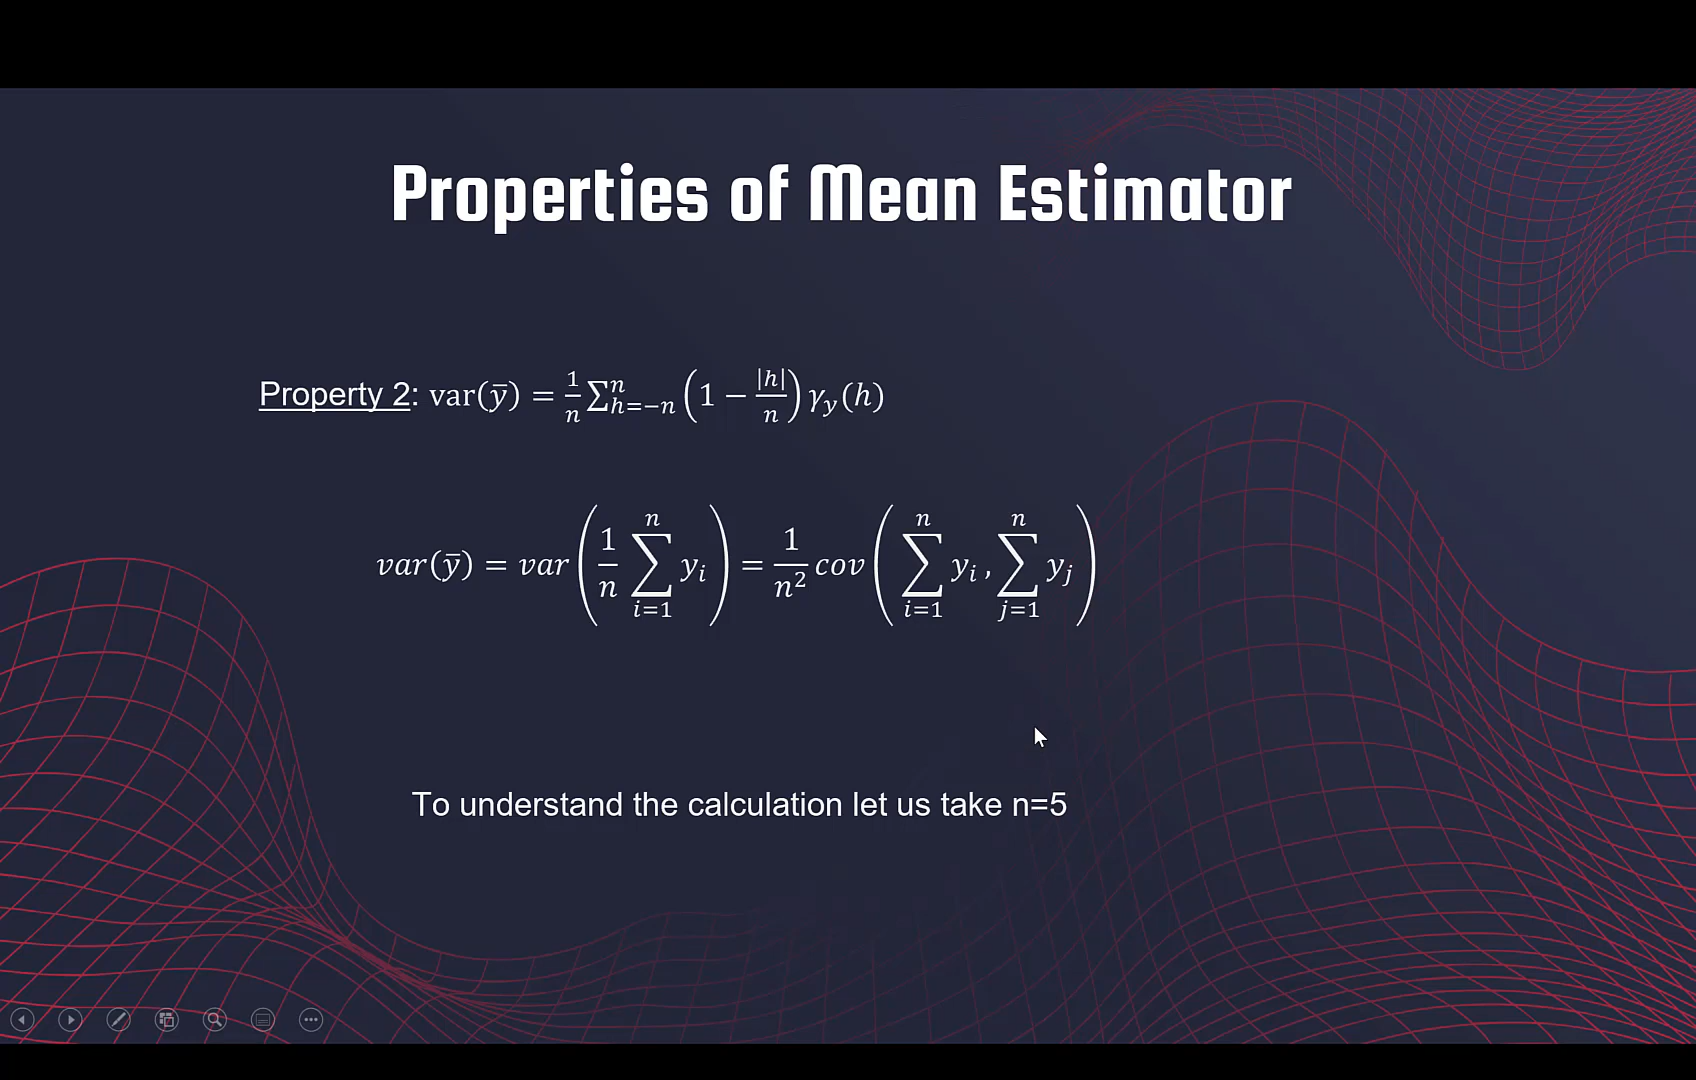 Properties of Mean Estimator
Property 2: var(ȳ) = 1/n ∑_{h=−n}^{n} (1 − |h|/n) γ_y(h)
var(ȳ) = var(1/n ∑_{i=1}^{n} y_i) = 1/n² cov(∑_{i=1}^{n} y_i , ∑_{j=1}^{n} y_j)
To understand the calculation let us take n=5